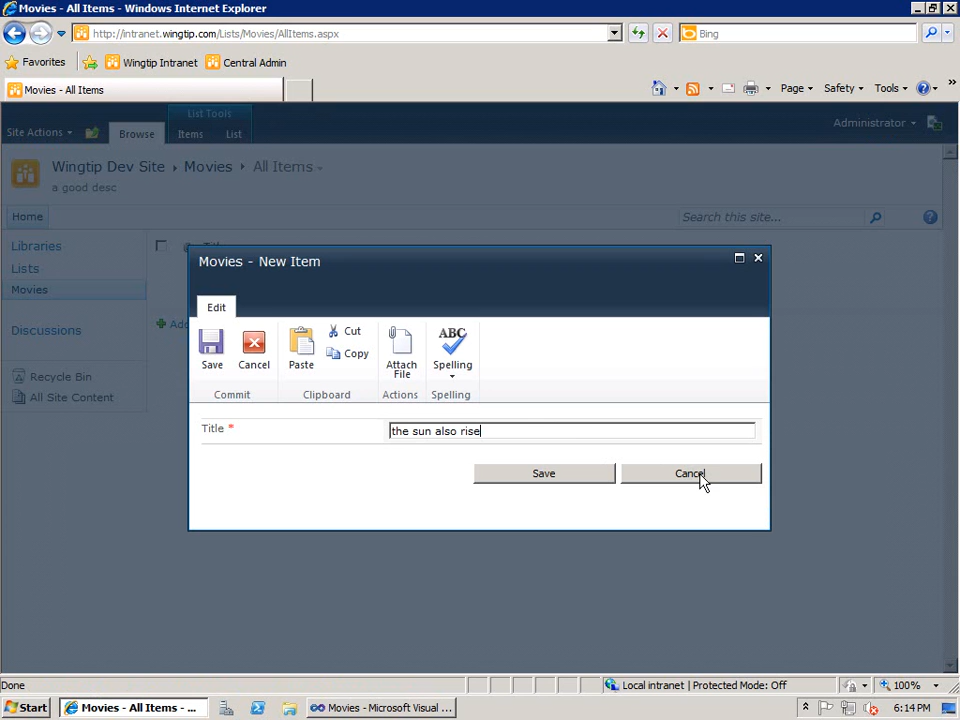 Movies - All Items - Windows Internet Explorer
http://intranet.wingtip.com/Lists/Movies/AllItems.aspx
Bing
Favorites
Wingtip Intranet
Central Admin
Movies - All Items
Page
Safety
Tools
List Tools
Site Actions
Browse
Items
List
Administrator
Wingtip Dev Site
Movies
All Items
a good desc
Home
Search this site...
Libraries
Lists
Movies
Discussions
Recycle Bin
All Site Content
Movies - New Item
Edit
Save
Cancel
Paste
Cut
Copy
Attach
File
ABC
Spelling
Commit
Clipboard
Actions
Spelling
Title *
the sun also rise
Save
Cancel
Done
Local intranet | Protected Mode: Off
100%
Start
Movies - All Items - ...
Movies - Microsoft Visual ...
6:14 PM